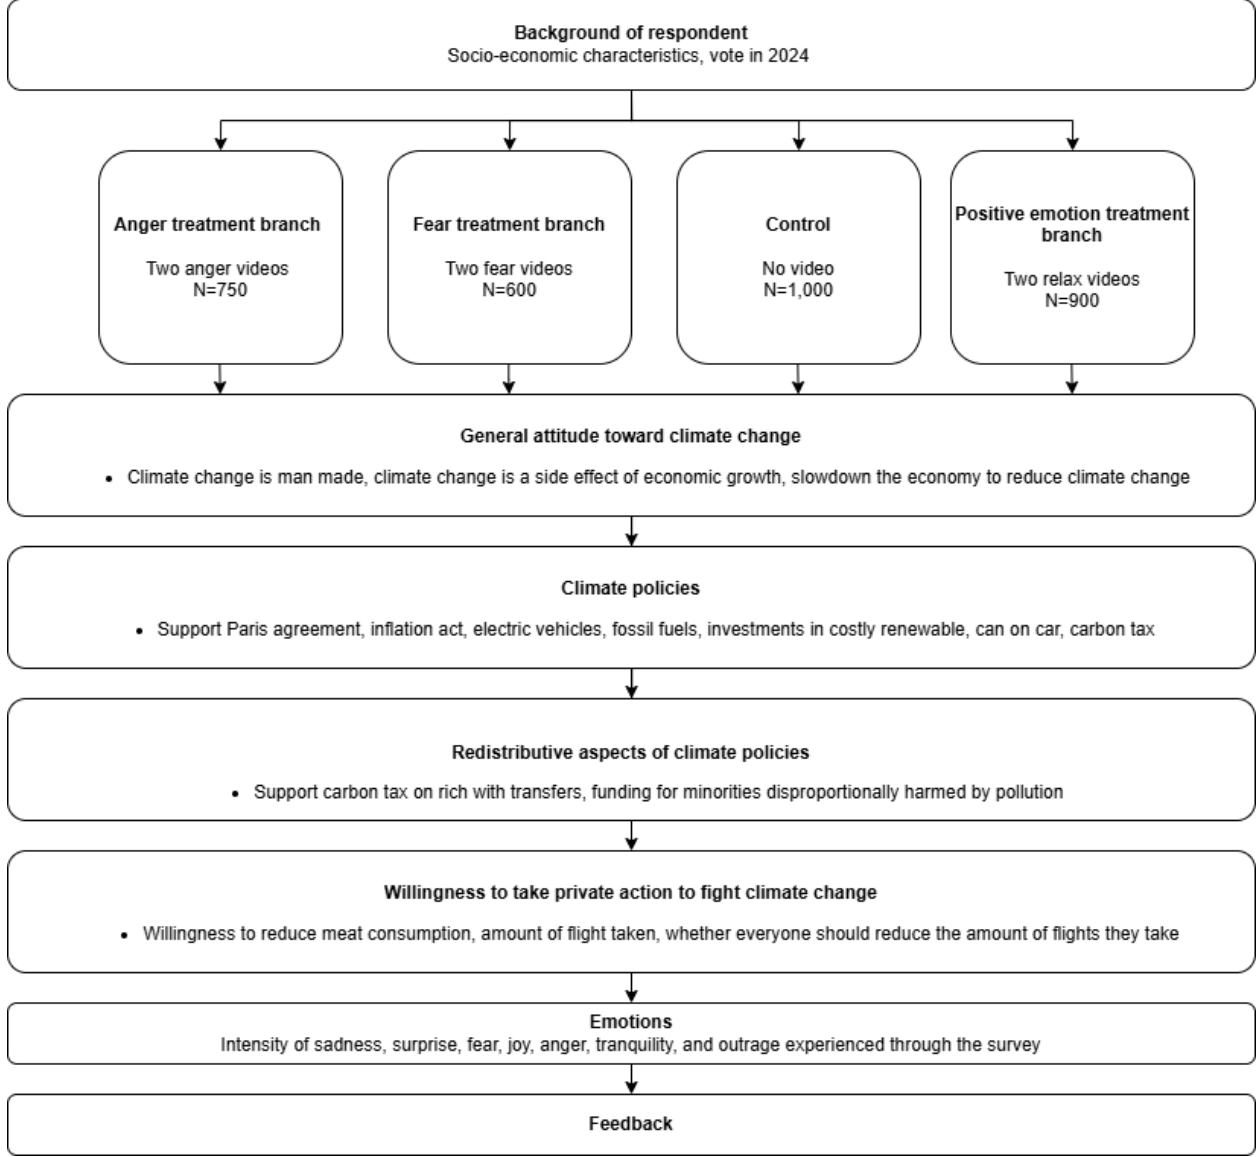 Background of respondent
Socio-economic characteristics, vote in 2024
Anger treatment branch
Two anger videos
N=750
Fear treatment branch
Two fear videos
N=600
Control
No video
N=1,000
Positive emotion treatment
branch
Two relax videos
N=900
General attitude toward climate change
• Climate change is man made, climate change is a side effect of economic growth, slowdown the economy to reduce climate change
Climate policies
• Support Paris agreement, inflation act, electric vehicles, fossil fuels, investments in costly renewable, can on car, carbon tax
Redistributive aspects of climate policies
• Support carbon tax on rich with transfers, funding for minorities disproportionally harmed by pollution
Willingness to take private action to fight climate change
• Willingness to reduce meat consumption, amount of flight taken, whether everyone should reduce the amount of flights they take
Emotions
Intensity of sadness, surprise, fear, joy, anger, tranquility, and outrage experienced through the survey
Feedback